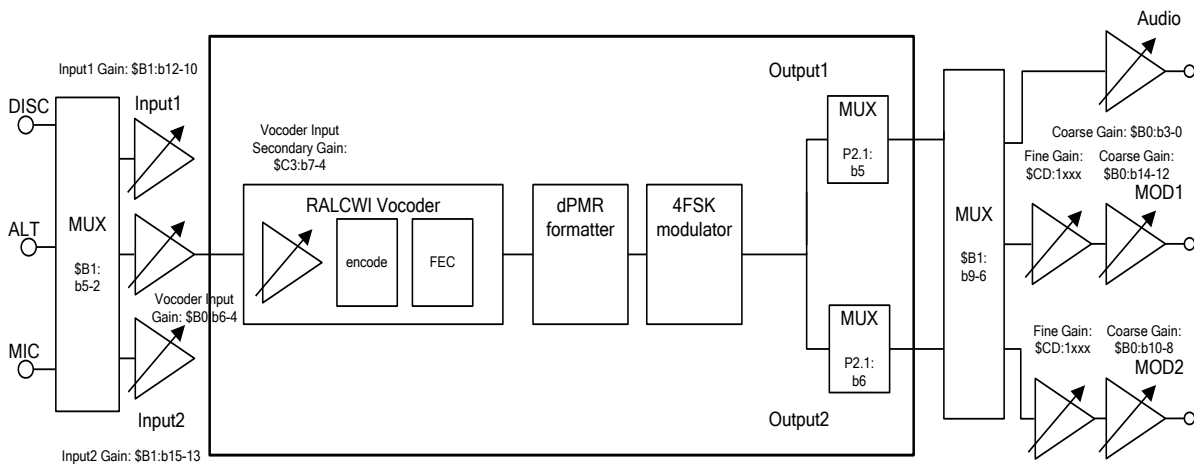 Audio
Input1 Gain: $B1:b12-10
Output1
DISC
Input1
MUX
P2.1:
b5
Vocoder Input
Secondary Gain:
$C3:b7-4
Coarse Gain: $B0:b3-0
Fine Gain:
$CD:1xxx
Coarse Gain:
$B0:b14-12
MOD1
RALCWI Vocoder
encode
FEC
dPMR
formatter
4FSK
modulator
ALT
MUX
$B1:
b5-2
MUX
$B1:
b9-6
Vocoder Input
Gain: $B0:b6-4
MIC
MUX
P2.1:
b6
Fine Gain:
$CD:1xxx
Coarse Gain:
$B0:b10-8
MOD2
Input2
Output2
Input2 Gain: $B1:b15-13